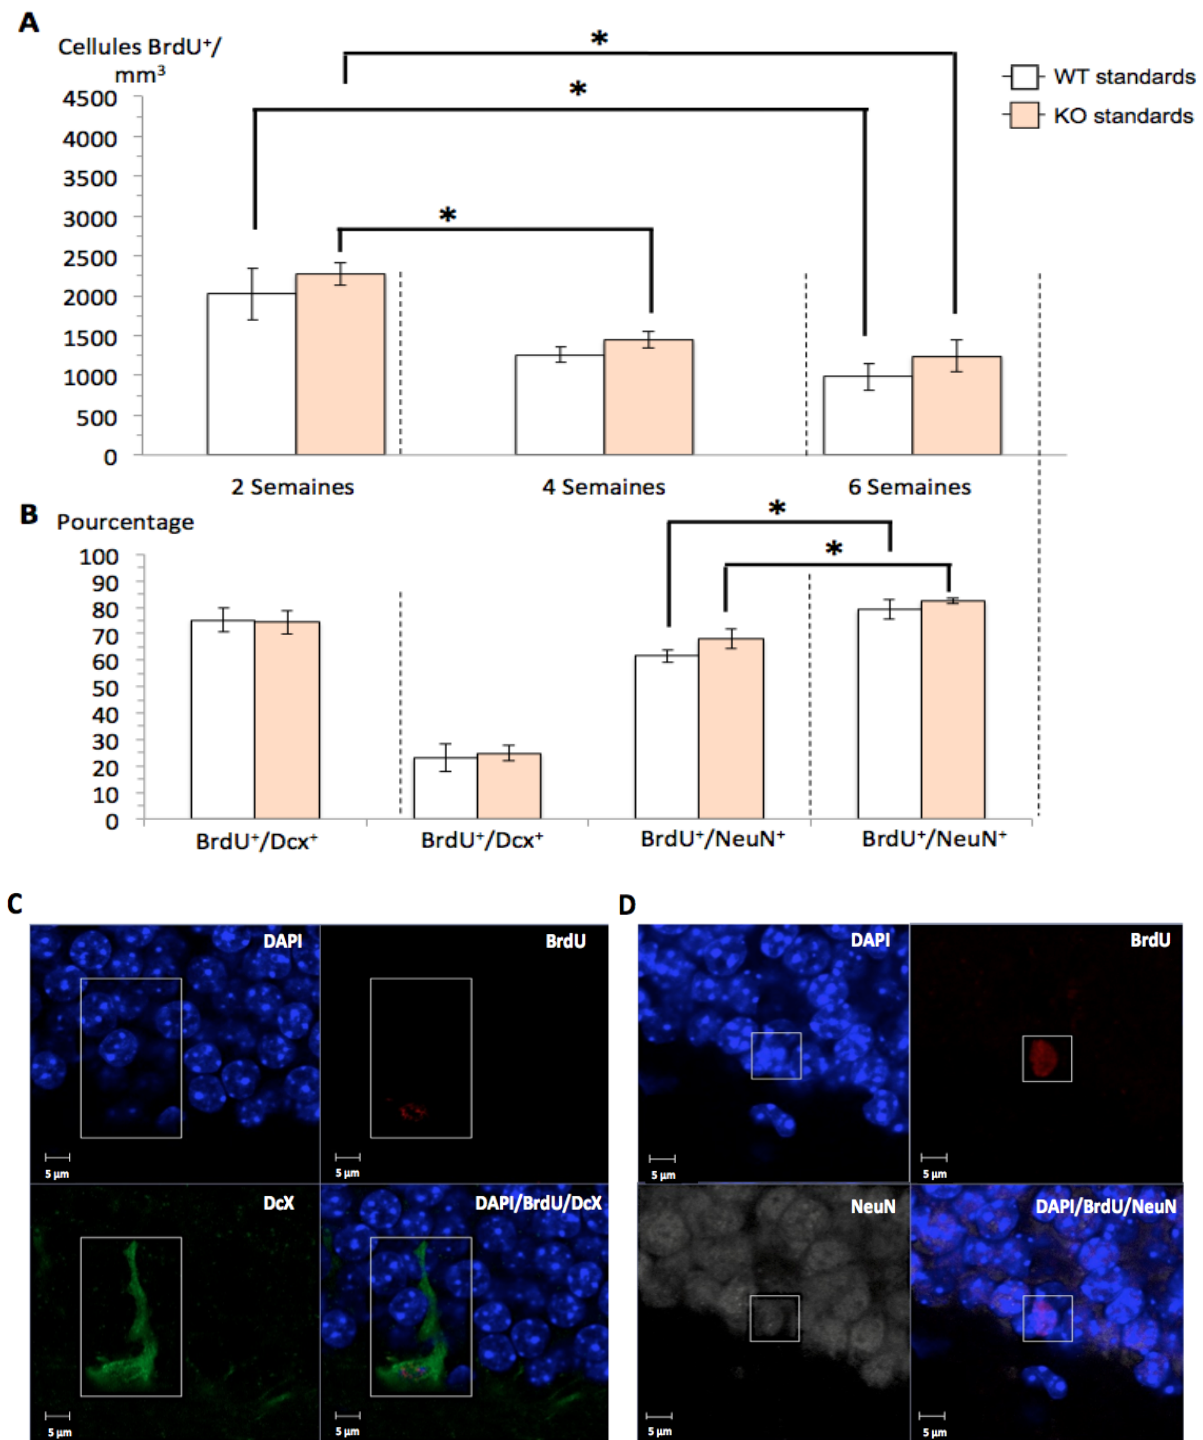 A
Cellules BrdU⁺/
mm³
*
*
*
WT standards
KO standards
4500
4000
3500
3000
2500
2000
1500
1000
500
0
2 Semaines 4 Semaines 6 Semaines
B Pourcentage
*
*
100
90
80
70
60
50
40
30
20
10
0
BrdU⁺/Dcx⁺ BrdU⁺/Dcx⁺ BrdU⁺/NeuN⁺ BrdU⁺/NeuN⁺
C
DAPI BrdU
5 µm 5 µm
DcX DAPI/BrdU/DcX
5 µm 5 µm
D
DAPI BrdU
5 µm 5 µm
NeuN DAPI/BrdU/NeuN
5 µm 5 µm